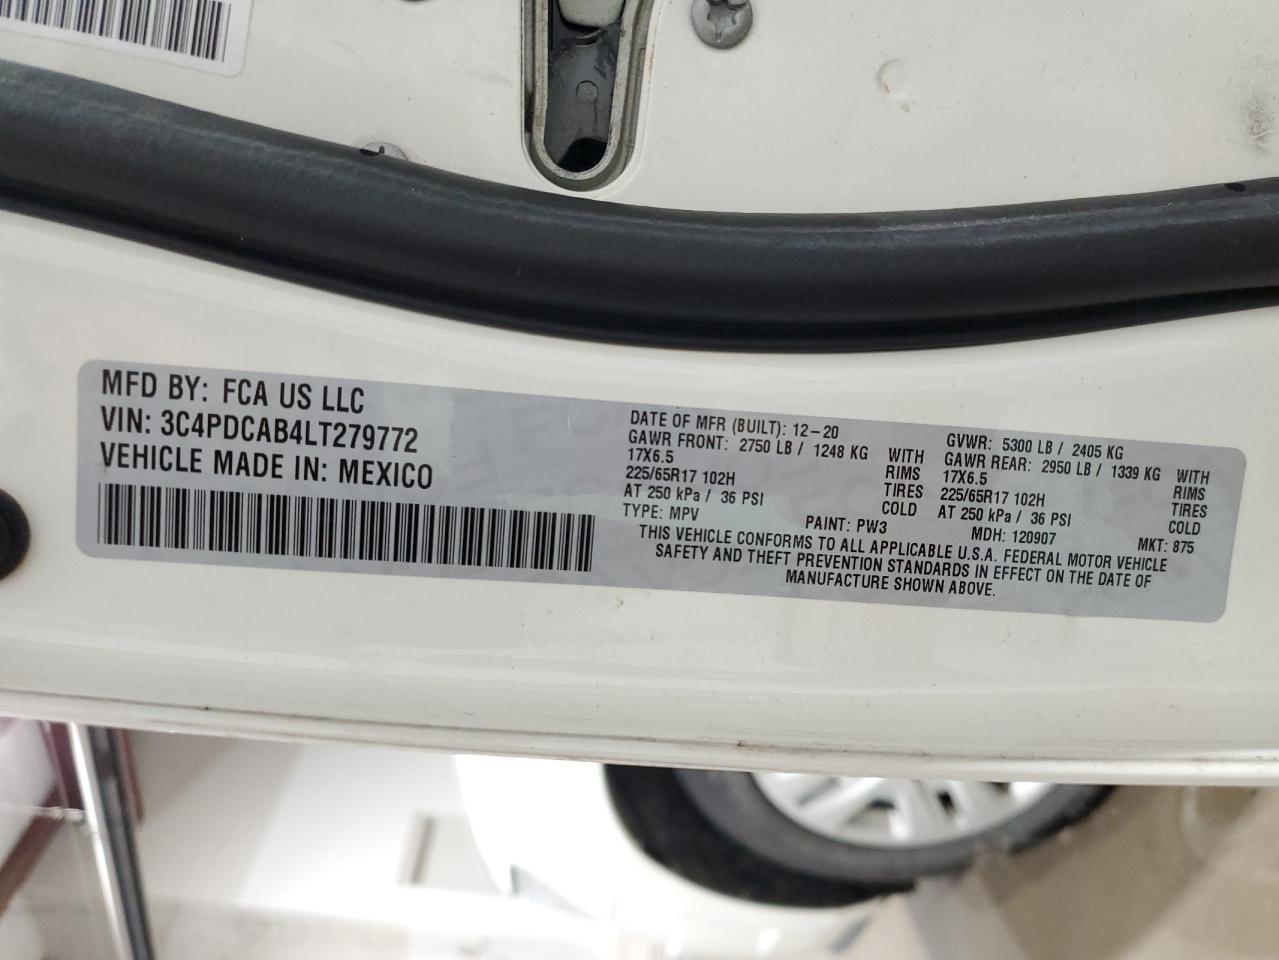 MFD BY: FCA US LLC
VIN: 3C4PDCAB4LT279772
VEHICLE MADE IN: MEXICO
DATE OF MFR (BUILT): 12-20
GAWR FRONT: 2750 LB / 1248 KG WITH
17X6.5 RIMS
225/65R17 102H TIRES
AT 250 kPa / 36 PSI COLD
TYPE: MPV PAINT: PW3
GVWR: 5300 LB / 2405 KG
GAWR REAR: 2950 LB / 1339 KG WITH
17X6.5 RIMS
225/65R17 102H TIRES
AT 250 kPa / 36 PSI COLD
MDH: 120907 MKT: 875
THIS VEHICLE CONFORMS TO ALL APPLICABLE U.S.A. FEDERAL MOTOR VEHICLE
SAFETY AND THEFT PREVENTION STANDARDS IN EFFECT ON THE DATE OF
MANUFACTURE SHOWN ABOVE.